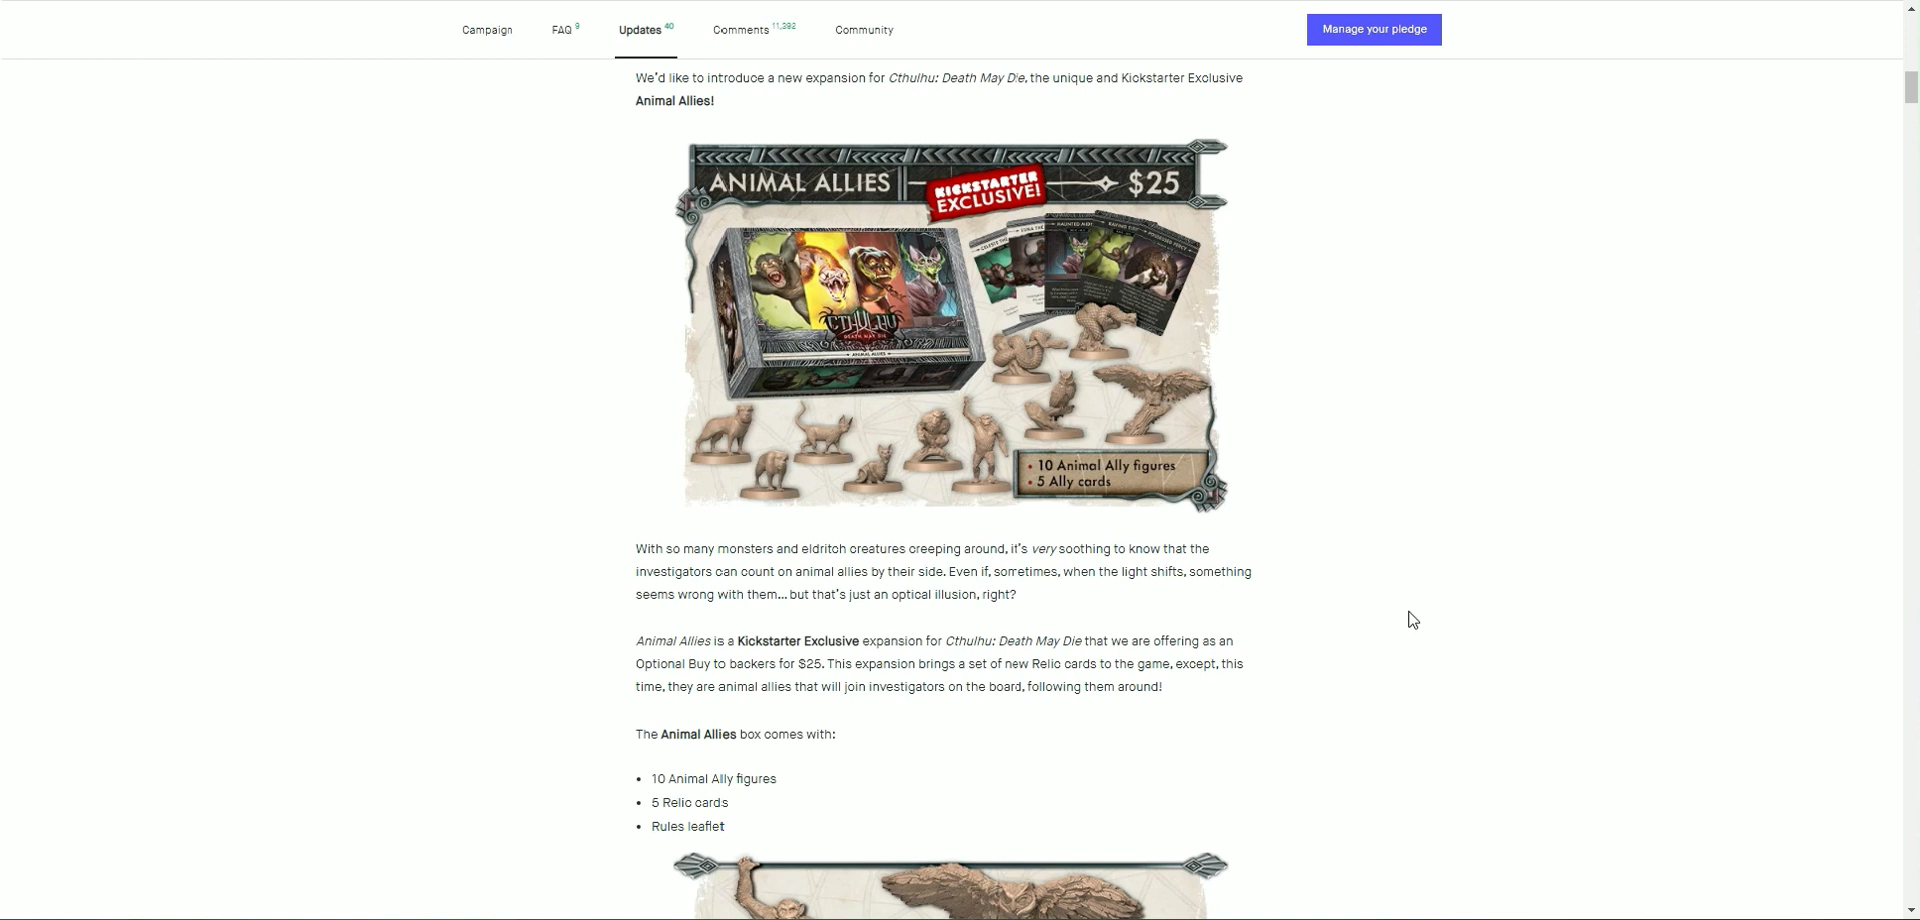 Campaign
FAQ 9
Updates 40
Comments 11,392
Community
Manage your pledge
We'd like to introduce a new expansion for Cthulhu: Death May Die, the unique and Kickstarter Exclusive
Animal Allies!
ANIMAL ALLIES
KICKSTARTER
EXCLUSIVE!
$25
CTHULHU
DEATH MAY DIE
ANIMAL ALLIES
• 10 Animal Ally figures
• 5 Ally cards
With so many monsters and eldritch creatures creeping around, it's very soothing to know that the
investigators can count on animal allies by their side. Even if, sometimes, when the light shifts, something
seems wrong with them... but that's just an optical illusion, right?
Animal Allies is a Kickstarter Exclusive expansion for Cthulhu: Death May Die that we are offering as an
Optional Buy to backers for $25. This expansion brings a set of new Relic cards to the game, except, this
time, they are animal allies that will join investigators on the board, following them around!
The Animal Allies box comes with:
• 10 Animal Ally figures
• 5 Relic cards
• Rules leaflet